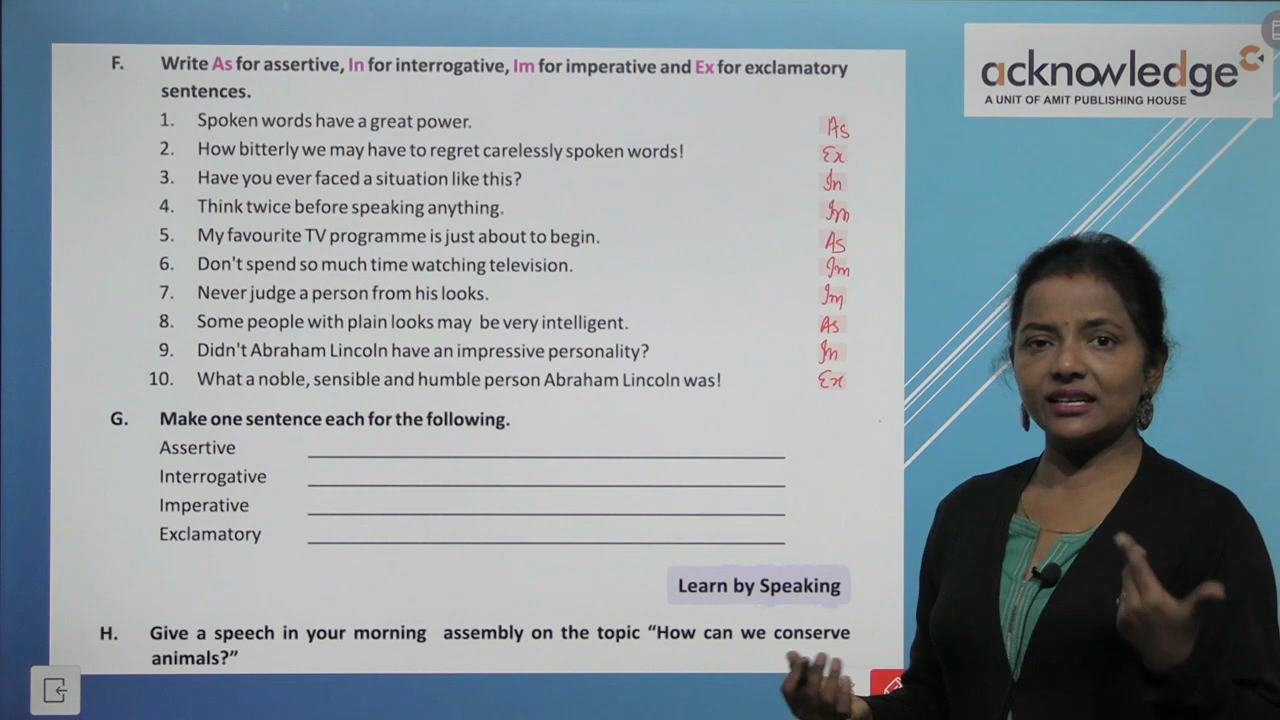 acknowledge
A UNIT OF AMIT PUBLISHING HOUSE
F. Write As for assertive, In for interrogative, Im for imperative and Ex for exclamatory
sentences.
1. Spoken words have a great power. As
2. How bitterly we may have to regret carelessly spoken words! Ex
3. Have you ever faced a situation like this? In
4. Think twice before speaking anything. Im
5. My favourite TV programme is just about to begin. As
6. Don't spend so much time watching television. Im
7. Never judge a person from his looks. Im
8. Some people with plain looks may be very intelligent. As
9. Didn't Abraham Lincoln have an impressive personality? In
10. What a noble, sensible and humble person Abraham Lincoln was! Ex
G. Make one sentence each for the following.
Assertive
Interrogative
Imperative
Exclamatory
Learn by Speaking
H. Give a speech in your morning assembly on the topic “How can we conserve
animals?”